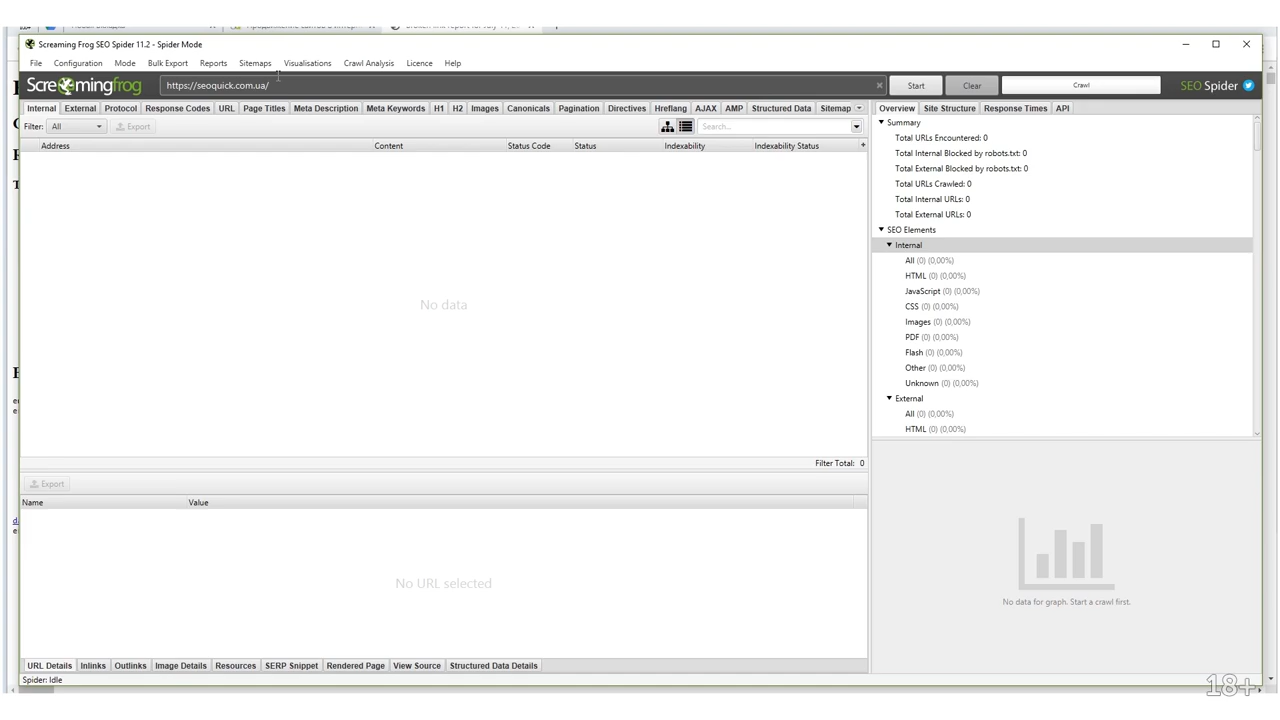 Screaming Frog SEO Spider 11.2 - Spider Mode
File Configuration Mode Bulk Export Reports Sitemaps Visualisations Crawl Analysis Licence Help
Screamingfrog https://seoquick.com.ua/ Start Clear Crawl SEO Spider
Internal External Protocol Response Codes URL Page Titles Meta Description Meta Keywords H1 H2 Images Canonicals Pagination Directives Hreflang AJAX AMP Structured Data Sitemap
Filter: All Export Search...
Address Content Status Code Status Indexability Indexability Status +
No data
Filter Total: 0
Export
Name Value
No URL selected
URL Details Inlinks Outlinks Image Details Resources SERP Snippet Rendered Page View Source Structured Data Details
Spider: Idle
Overview Site Structure Response Times API
Summary
Total URLs Encountered: 0
Total Internal Blocked by robots.txt: 0
Total External Blocked by robots.txt: 0
Total URLs Crawled: 0
Total Internal URLs: 0
Total External URLs: 0
SEO Elements
Internal
All (0) (0,00%)
HTML (0) (0,00%)
JavaScript (0) (0,00%)
CSS (0) (0,00%)
Images (0) (0,00%)
PDF (0) (0,00%)
Flash (0) (0,00%)
Other (0) (0,00%)
Unknown (0) (0,00%)
External
All (0) (0,00%)
HTML (0) (0,00%)
No data for graph. Start a crawl first.
18+